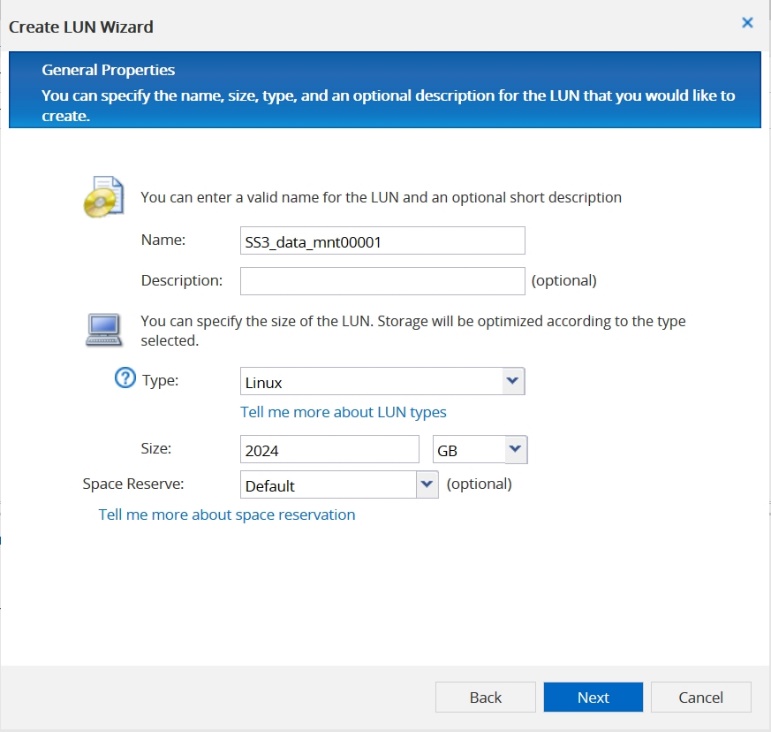 Create LUN Wizard
General Properties
You can specify the name, size, type, and an optional description for the LUN that you would like to
create.
You can enter a valid name for the LUN and an optional short description
Name: SS3_data_mnt00001
Description: (optional)
You can specify the size of the LUN. Storage will be optimized according to the type
selected.
Type: Linux
Tell me more about LUN types
Size: 2024 GB
Space Reserve: Default (optional)
Tell me more about space reservation
Back Next Cancel